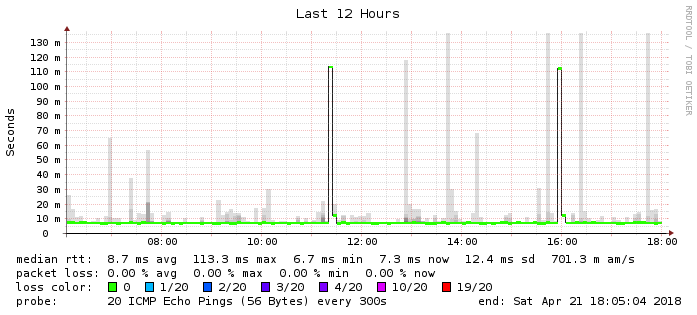 Last 12 Hours
RRDTOOL / TOBI OETIKER
Seconds
130 m
120 m
110 m
100 m
90 m
80 m
70 m
60 m
50 m
40 m
30 m
20 m
10 m
0
08:00 10:00 12:00 14:00 16:00 18:00
median rtt: 8.7 ms avg 113.3 ms max 6.7 ms min 7.3 ms now 12.4 ms sd 701.3 m am/s
packet loss: 0.00 % avg 0.00 % max 0.00 % min 0.00 % now
loss color: 0 1/20 2/20 3/20 4/20 10/20 19/20
probe: 20 ICMP Echo Pings (56 Bytes) every 300s end: Sat Apr 21 18:05:04 2018